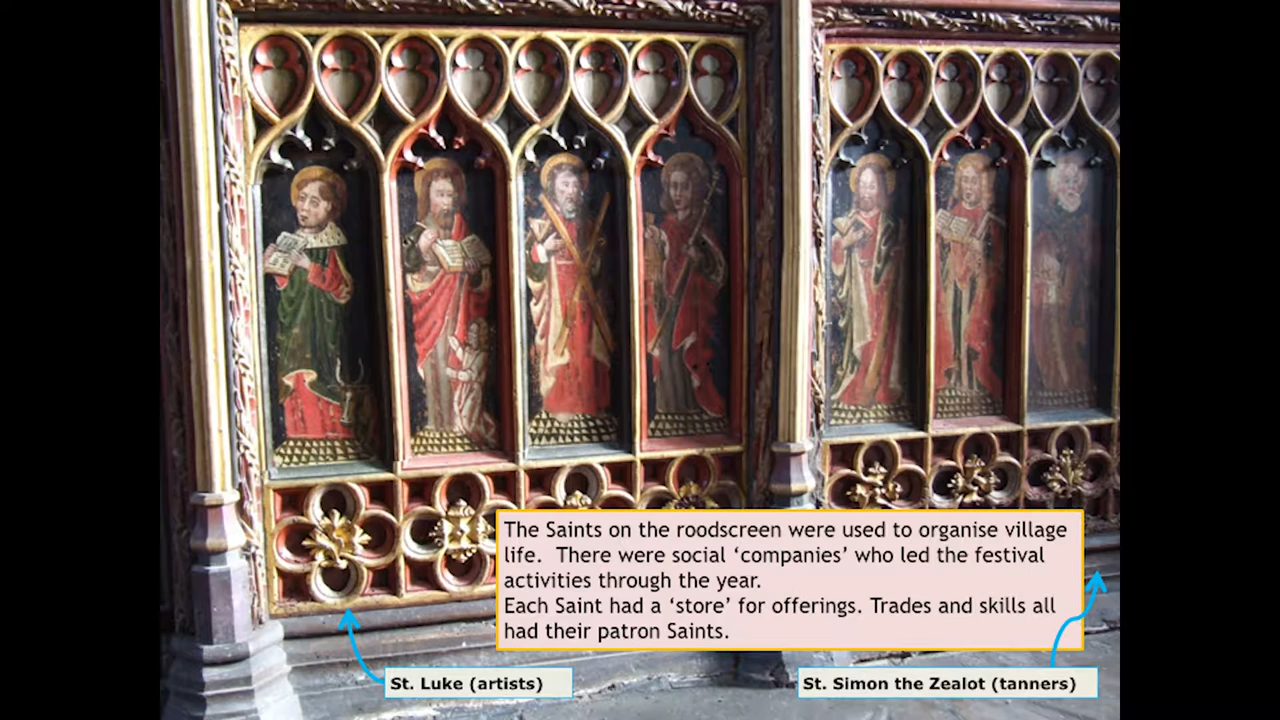 The Saints on the roodscreen were used to organise village
life.  There were social ‘companies’ who led the festival
activities through the year.
Each Saint had a ‘store’ for offerings. Trades and skills all
had their patron Saints.
St. Luke (artists)
St. Simon the Zealot (tanners)